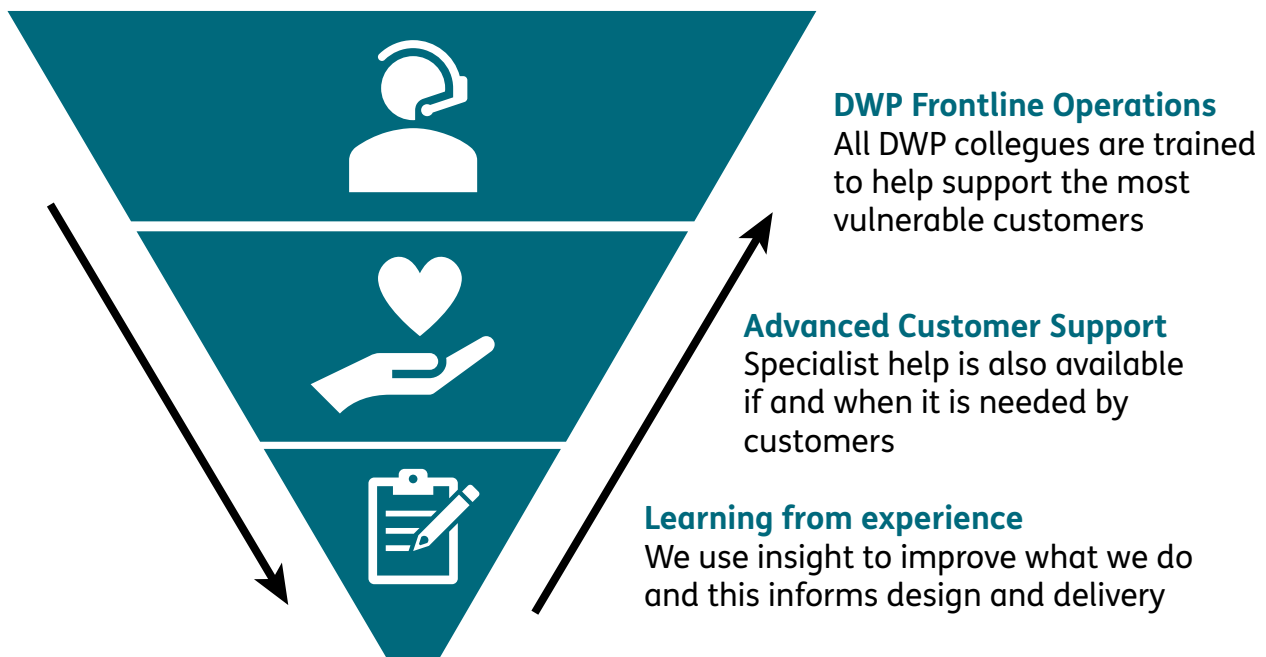 DWP Frontline Operations
All DWP collegues are trained
to help support the most
vulnerable customers
Advanced Customer Support
Specialist help is also available
if and when it is needed by
customers
Learning from experience
We use insight to improve what we do
and this informs design and delivery